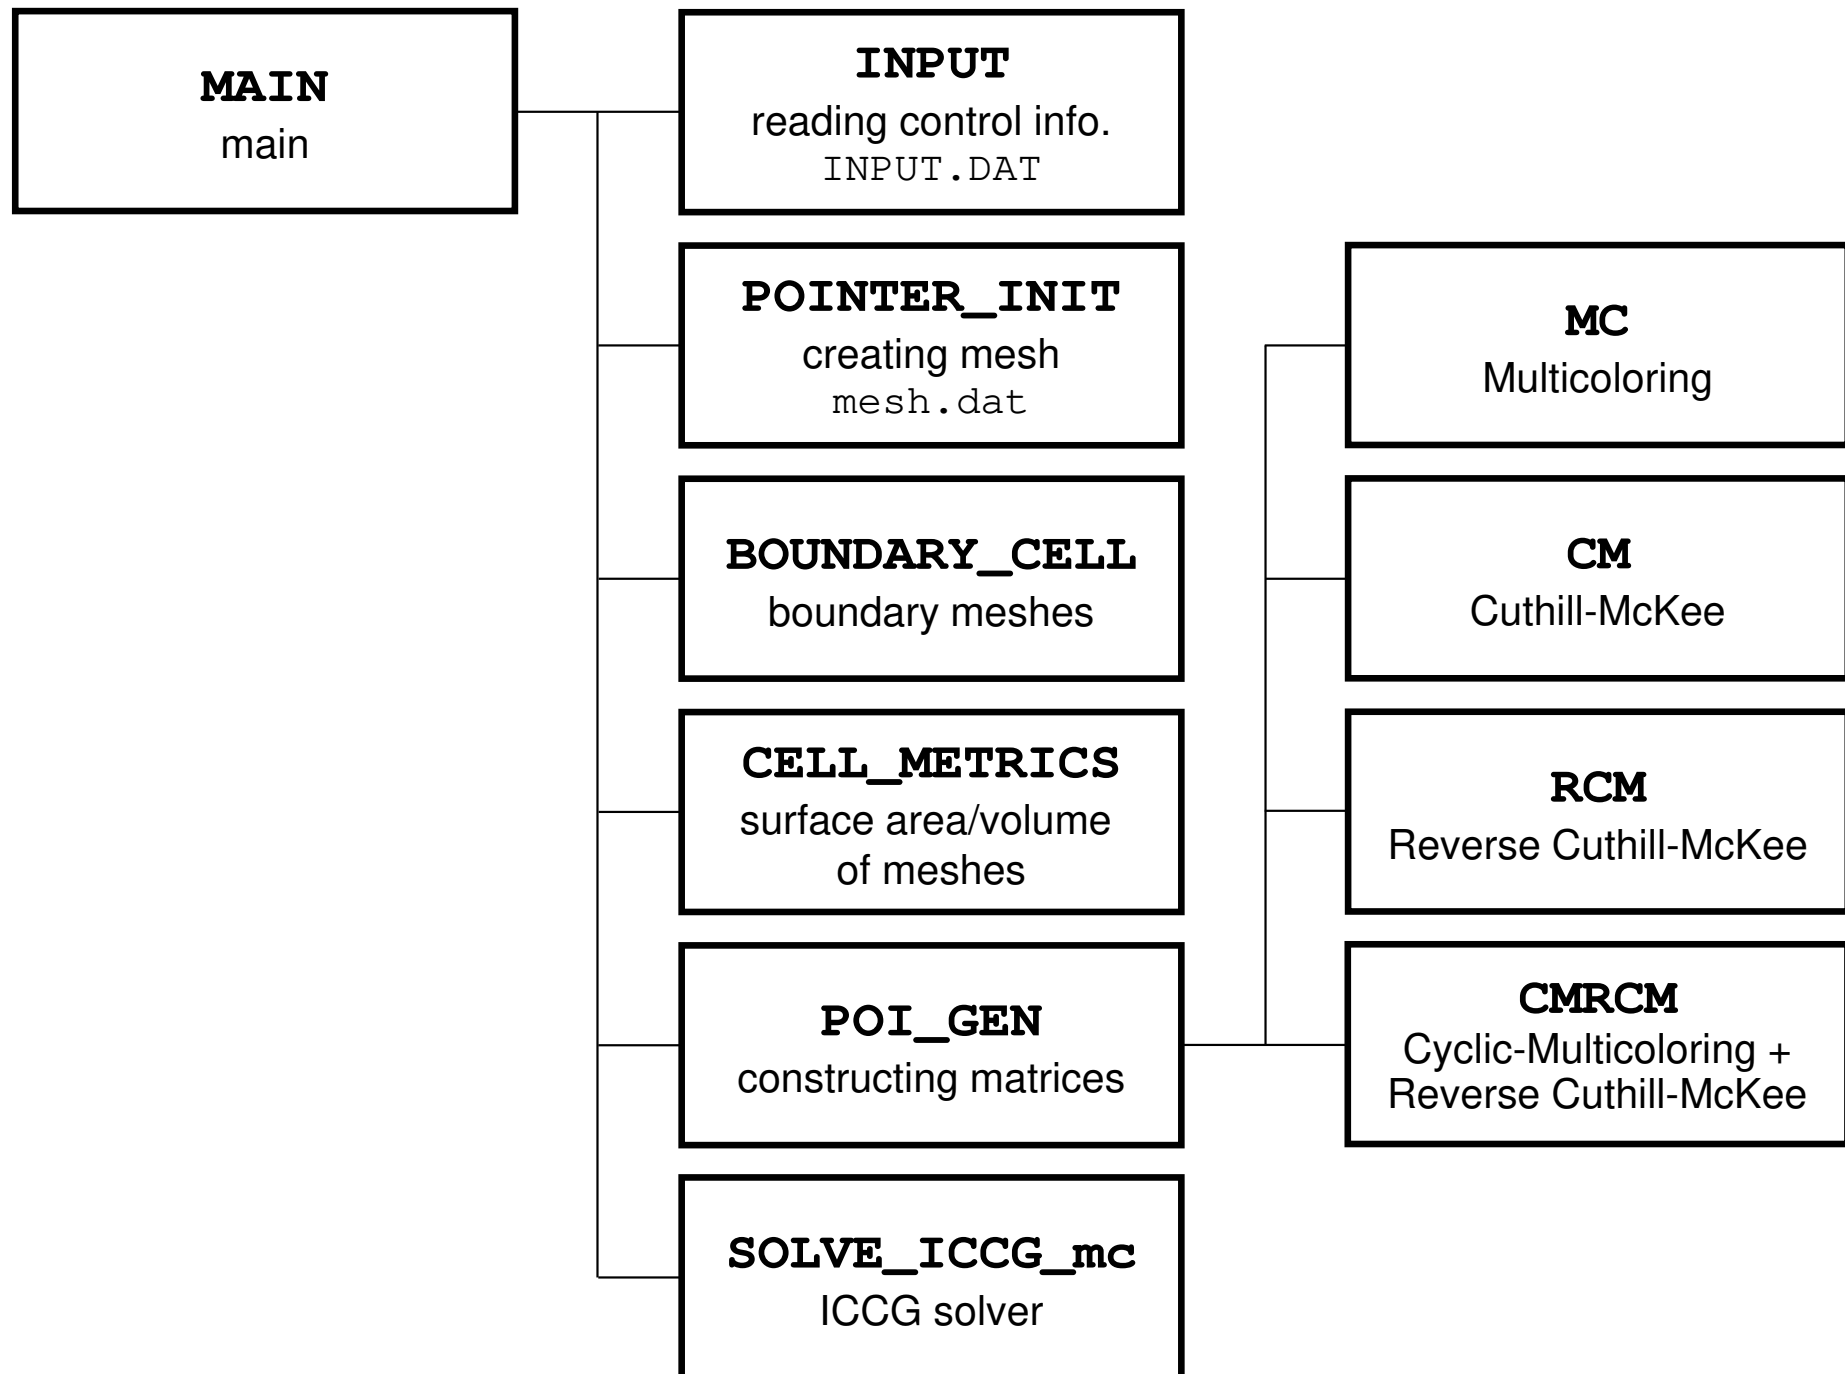 MAIN
main
INPUT
reading control info.
INPUT.DAT
POINTER_INIT
creating mesh
mesh.dat
BOUNDARY_CELL
boundary meshes
CELL_METRICS
surface area/volume
of meshes
POI_GEN
constructing matrices
SOLVE_ICCG_mc
ICCG solver
MC
Multicoloring
CM
Cuthill-McKee
RCM
Reverse Cuthill-McKee
CMRCM
Cyclic-Multicoloring +
Reverse Cuthill-McKee